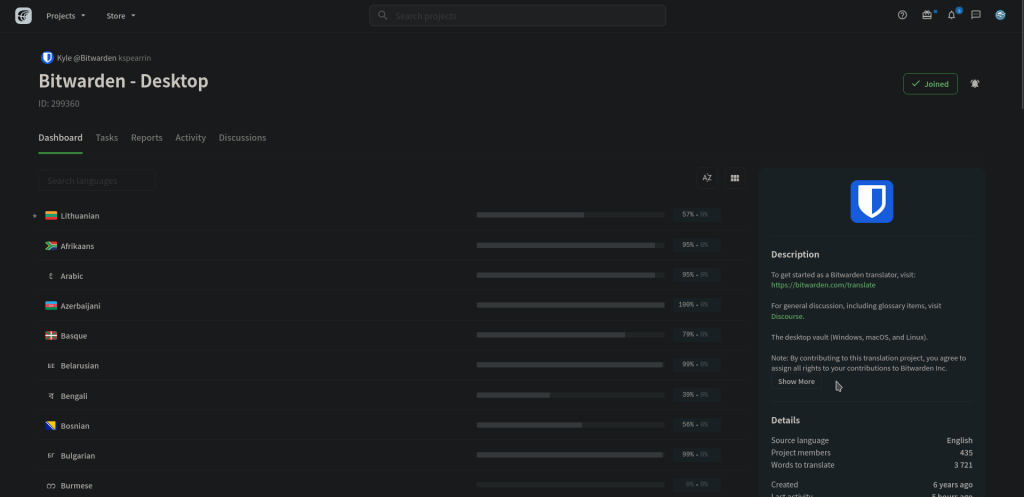 Projects
Store
Search projects
Kyle @Bitwarden kspearrin
Bitwarden - Desktop
ID: 299360
Joined
Dashboard
Tasks
Reports
Activity
Discussions
Search languages
Lithuanian
57% • 0%
Afrikaans
95% • 0%
Arabic
95% • 0%
Azerbaijani
100% • 0%
Basque
79% • 0%
BE Belarusian
99% • 0%
Bengali
39% • 0%
Bosnian
56% • 0%
БГ Bulgarian
99% • 0%
Burmese
0% • 0%
Description
To get started as a Bitwarden translator, visit:
https://bitwarden.com/translate
For general discussion, including glossary items, visit
Discourse.
The desktop vault (Windows, macOS, and Linux).
Note: By contributing to this translation project, you agree to
assign all rights to your contributions to Bitwarden Inc.
Show More
Details
Source language English
Project members 435
Words to translate 3 721
Created 6 years ago
Last activity 5 hours ago